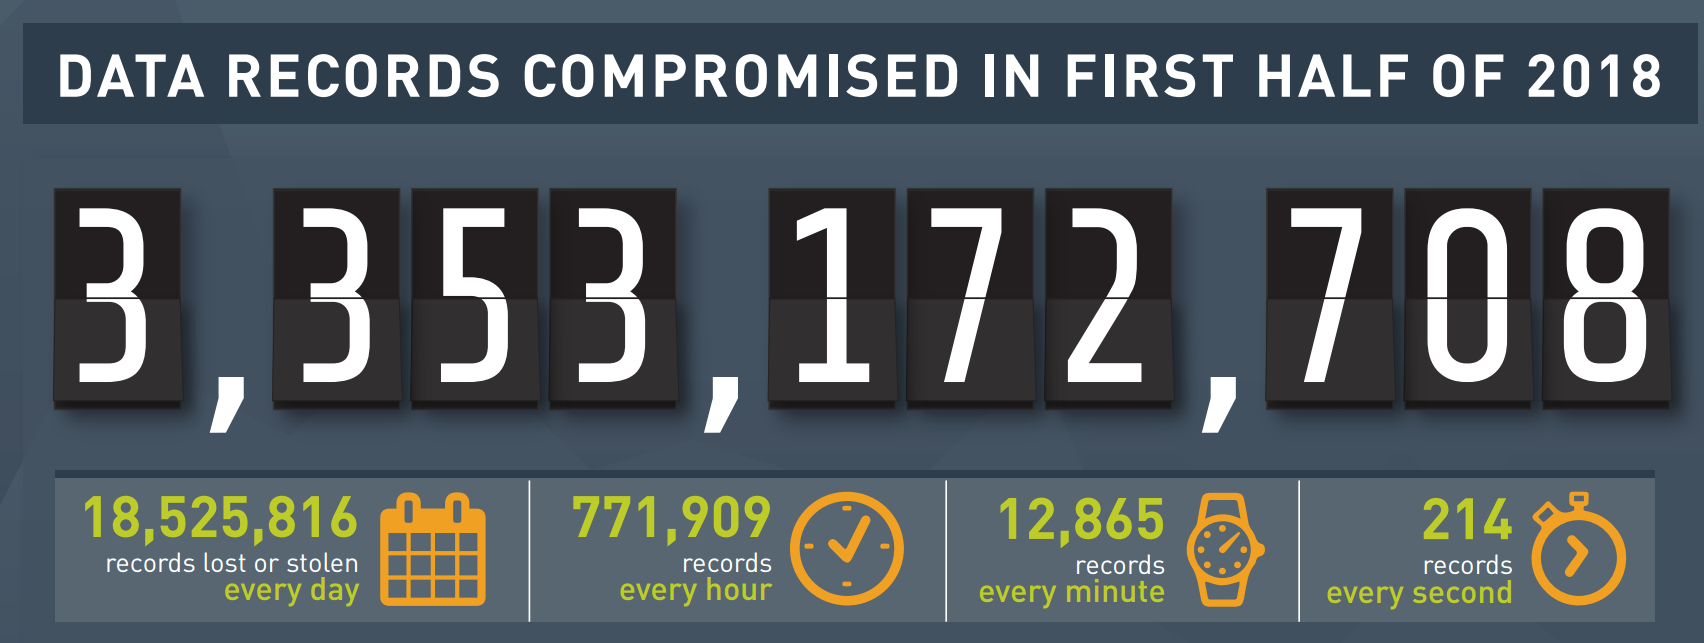 DATA RECORDS COMPROMISED IN FIRST HALF OF 2018
3,353,172,708
18,525,816
records lost or stolen
every day
771,909
records
every hour
12,865
records
every minute
214
records
every second